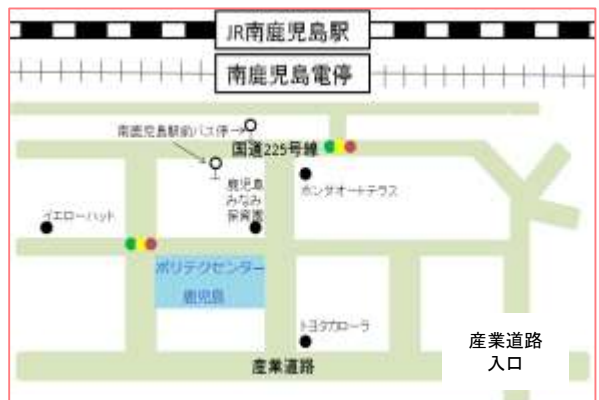 JR南鹿児島駅
南鹿児島電停
南鹿児島駅前バス停→
国道225号線
鹿児島
みなみ
保育園
ホンダオートテラス
イエローハット
ポリテクセンター
鹿児島
トヨタカローラ
産業道路
入口
産業道路